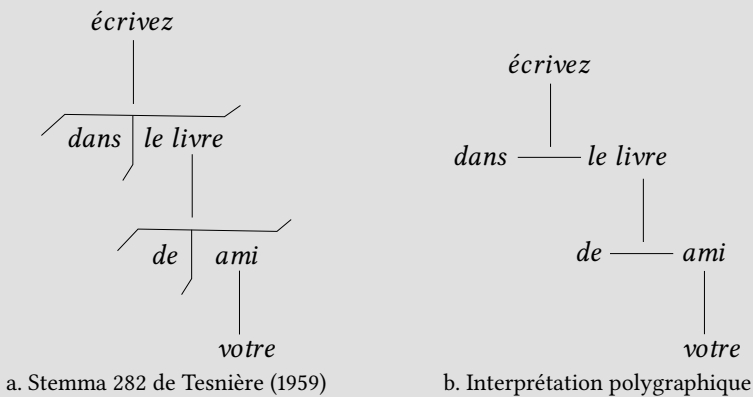 écrivez
dans le livre
de ami
votre
a. Stemma 282 de Tesnière (1959)
écrivez
dans le livre
de ami
votre
b. Interprétation polygraphique